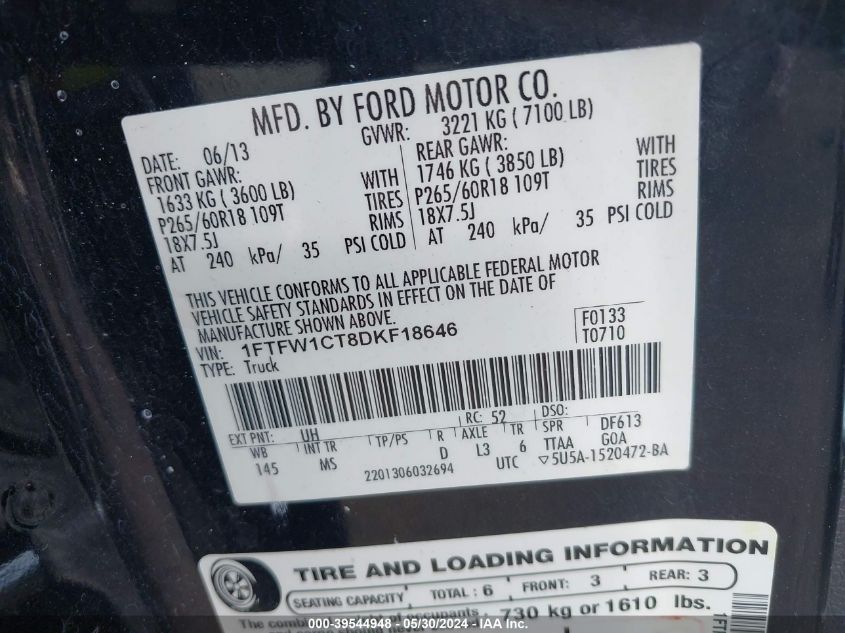 MFD. BY FORD MOTOR CO.
DATE: 06/13 GVWR: 3221 KG ( 7100 LB)
FRONT GAWR: REAR GAWR:
1633 KG ( 3600 LB) WITH 1746 KG ( 3850 LB) WITH
P265/60R18 109T TIRES P265/60R18 109T TIRES
18X7.5J RIMS 18X7.5J RIMS
AT 240 kPa/ 35 PSI COLD AT 240 kPa/ 35 PSI COLD
THIS VEHICLE CONFORMS TO ALL APPLICABLE FEDERAL MOTOR
VEHICLE SAFETY STANDARDS IN EFFECT ON THE DATE OF
MANUFACTURE SHOWN ABOVE.
VIN: 1FTFW1CT8DKF18646 F0133
TYPE: Truck T0710
EXT PNT: UH RC: 52 DSO:
WB INT TR TP/PS R AXLE TR SPR DF613
145 MS D L3 6 TTAA GOA
2201306032694 UTC ▽5U5A-1520472-BA
TIRE AND LOADING INFORMATION
SEATING CAPACITY TOTAL : 6 FRONT: 3 REAR: 3
The combined of occupants 730 kg or 1610 lbs.
000-39544948 - 05/30/2024 - IAA Inc.